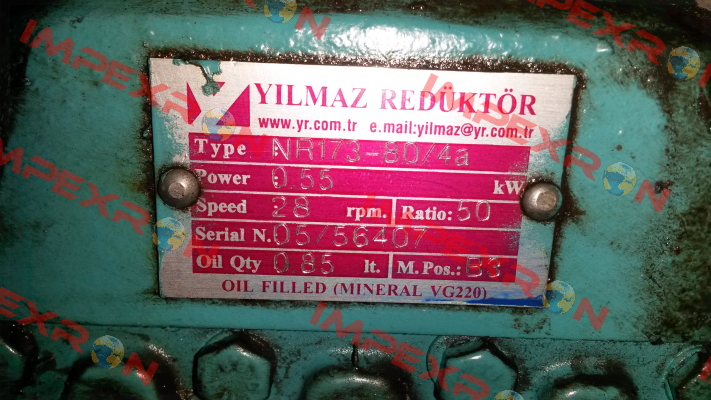 YILMAZ REDÜKTÖR
www.yr.com.tr e.mail:yilmaz@yr.com.tr
Type : NR173-80/4a
Power : 0.55 kW
Speed : 28 rpm. Ratio: 50
Serial N. 05/56407
Oil Qty 0.85 lt. M.Pos.: B3
OIL FILLED (MINERAL VG220)
IMPEXRON